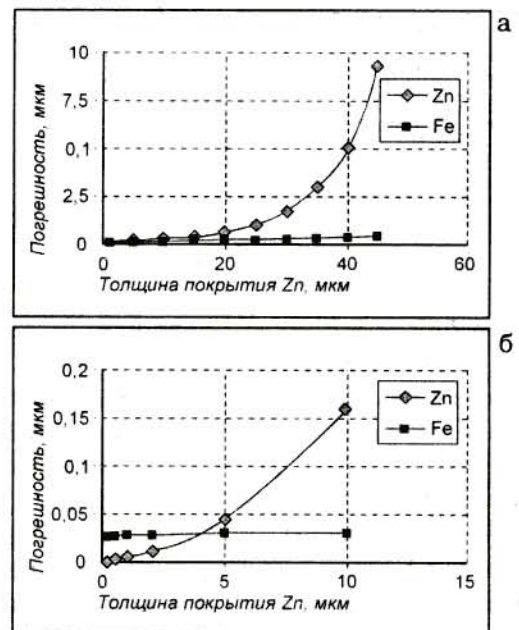 а
10
7,5
0,1
2,5
0
0
20
40
60
Погрешность, мкм
Толщина покрытия Zn, мкм
Zn
Fe
б
0,2
0,15
0,1
0,05
0
0
5
10
15
Погрешность, мкм
Толщина покрытия Zn, мкм
Zn
Fe